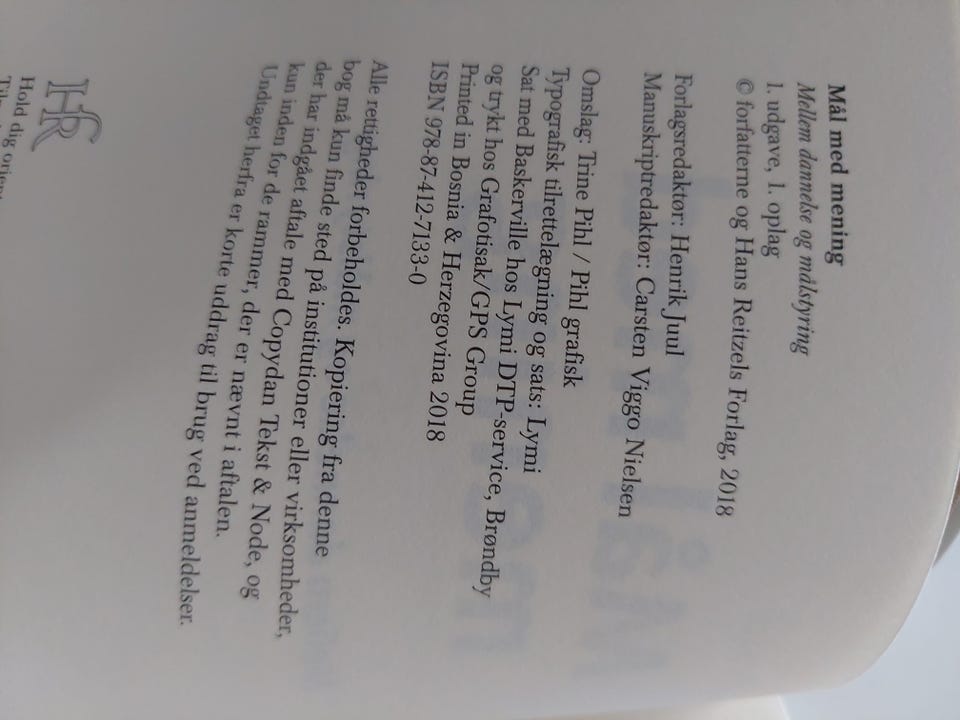 Mål med mening
Mellem dannelse og målstyring
1. udgave, 1. oplag
© forfatterne og Hans Reitzels Forlag, 2018
Forlagsredaktør: Henrik Juul
Manuskriptredaktør: Carsten Viggo Nielsen
Omslag: Trine Pihl / Pihl grafisk
Typografisk tilrettelægning og sats: Lymi
Sat med Baskerville hos Lymi DTP-service, Brøndby
og trykt hos Grafotisak/GPS Group
Printed in Bosnia & Herzegovina 2018
ISBN 978-87-412-7133-0
Alle rettigheder forbeholdes. Kopiering fra denne
bog må kun finde sted på institutioner eller virksomheder,
der har indgået aftale med Copydan Tekst & Node, og
kun inden for de rammer, der er nævnt i aftalen.
Undtaget herfra er korte uddrag til brug ved anmeldelser.
HR
Hold dig orient